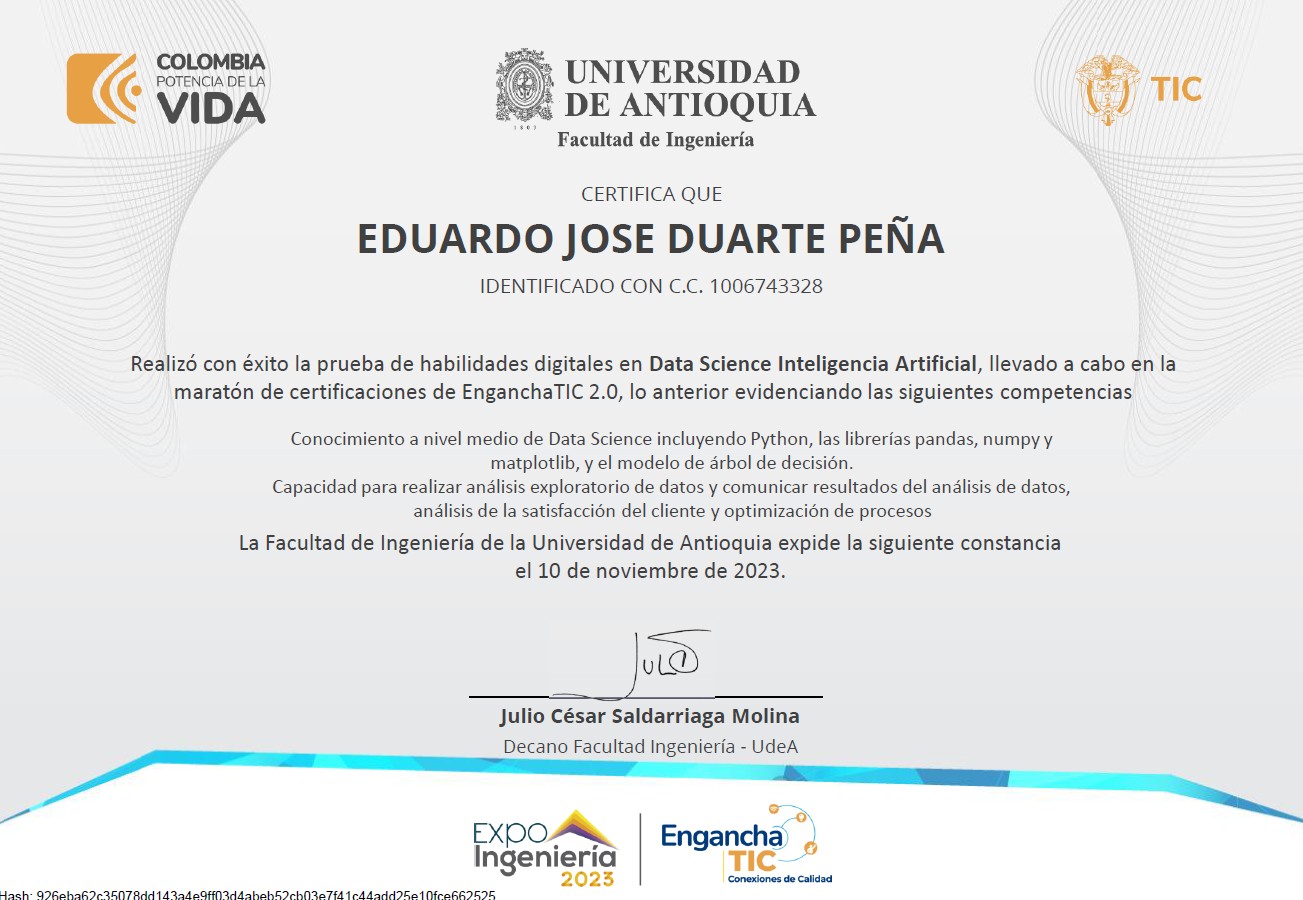 COLOMBIA
POTENCIA DE LA
VIDA
UNIVERSIDAD
DE ANTIOQUIA
1803
Facultad de Ingeniería
TIC
CERTIFICA QUE
EDUARDO JOSE DUARTE PEÑA
IDENTIFICADO CON C.C. 1006743328
Realizó con éxito la prueba de habilidades digitales en Data Science Inteligencia Artificial, llevado a cabo en la
maratón de certificaciones de EnganchaTIC 2.0, lo anterior evidenciando las siguientes competencias
Conocimiento a nivel medio de Data Science incluyendo Python, las librerías pandas, numpy y
matplotlib, y el modelo de árbol de decisión.
Capacidad para realizar análisis exploratorio de datos y comunicar resultados del análisis de datos,
análisis de la satisfacción del cliente y optimización de procesos
La Facultad de Ingeniería de la Universidad de Antioquia expide la siguiente constancia
el 10 de noviembre de 2023.
Julio César Saldarriaga Molina
Decano Facultad Ingeniería - UdeA
EXPO
Ingeniería
2023
Engancha
TIC
Conexiones de Calidad
Hash: 926eba62c35078dd143a4e9ff03d4abeb52cb03e7f41c44add25e10fce662525